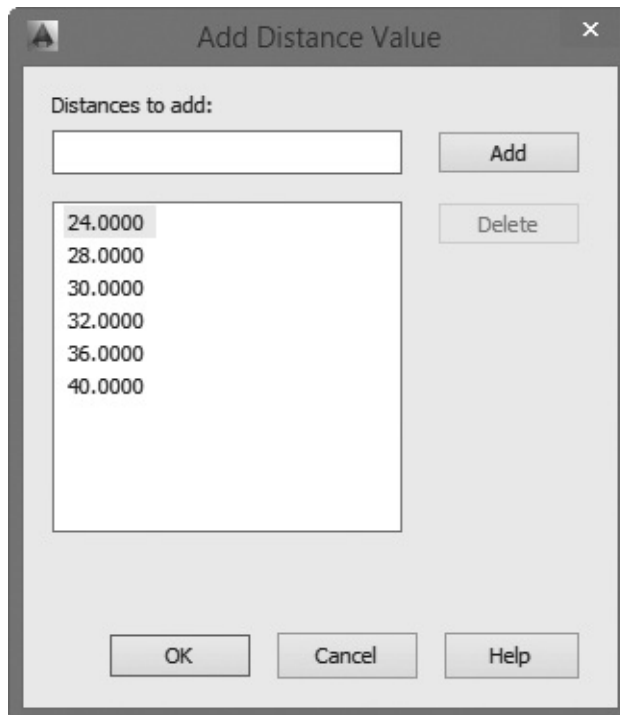 Add Distance Value
Distances to add:
Add
24.0000
Delete
28.0000
30.0000
32.0000
36.0000
40.0000
OK
Cancel
Help